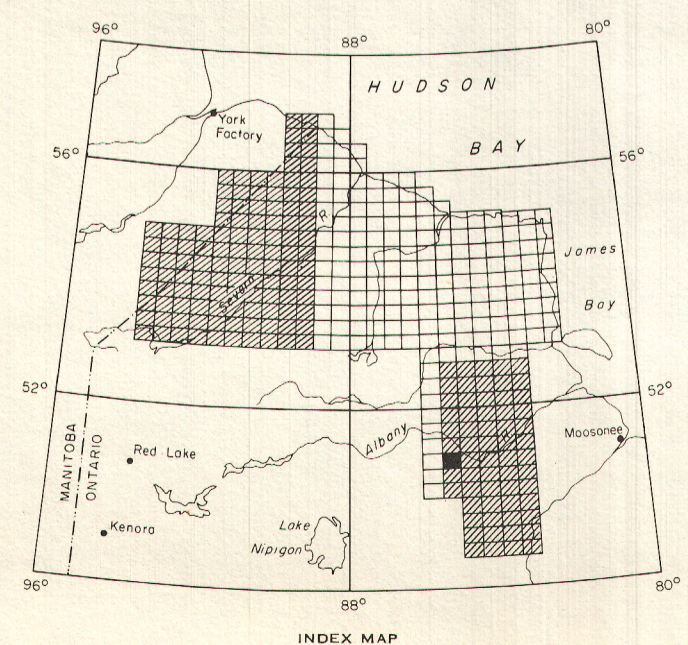 96°
88°
80°
HUDSON
BAY
York
Factory
56°
56°
R.
James
Bay
Severn
52°
52°
MANITOBA
ONTARIO
Red Lake
Albany
R.
Moosonee
Kenora
Lake
Nipigon
96°
88°
80°
INDEX MAP